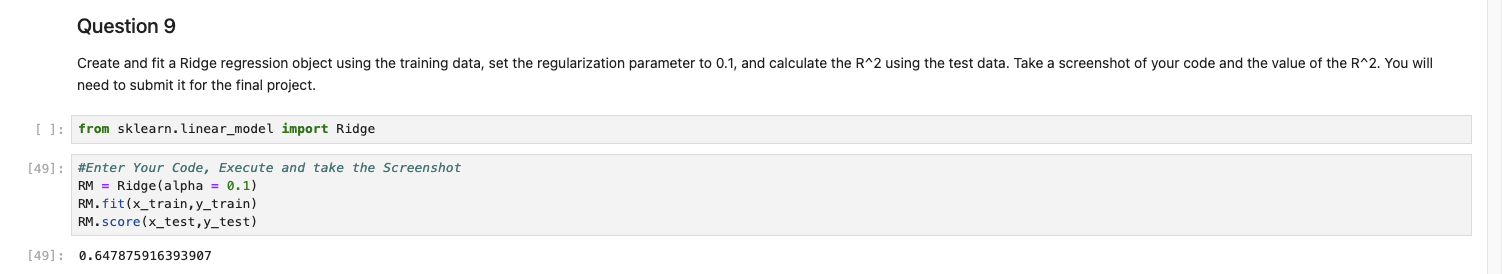 Question 9
Create and fit a Ridge regression object using the training data, set the regularization parameter to 0.1, and calculate the R^2 using the test data. Take a screenshot of your code and the value of the R^2. You will
need to submit it for the final project.
[ ]: from sklearn.linear_model import Ridge
[49]: #Enter Your Code, Execute and take the Screenshot
RM = Ridge(alpha = 0.1)
RM.fit(x_train,y_train)
RM.score(x_test,y_test)
[49]: 0.647875916393907